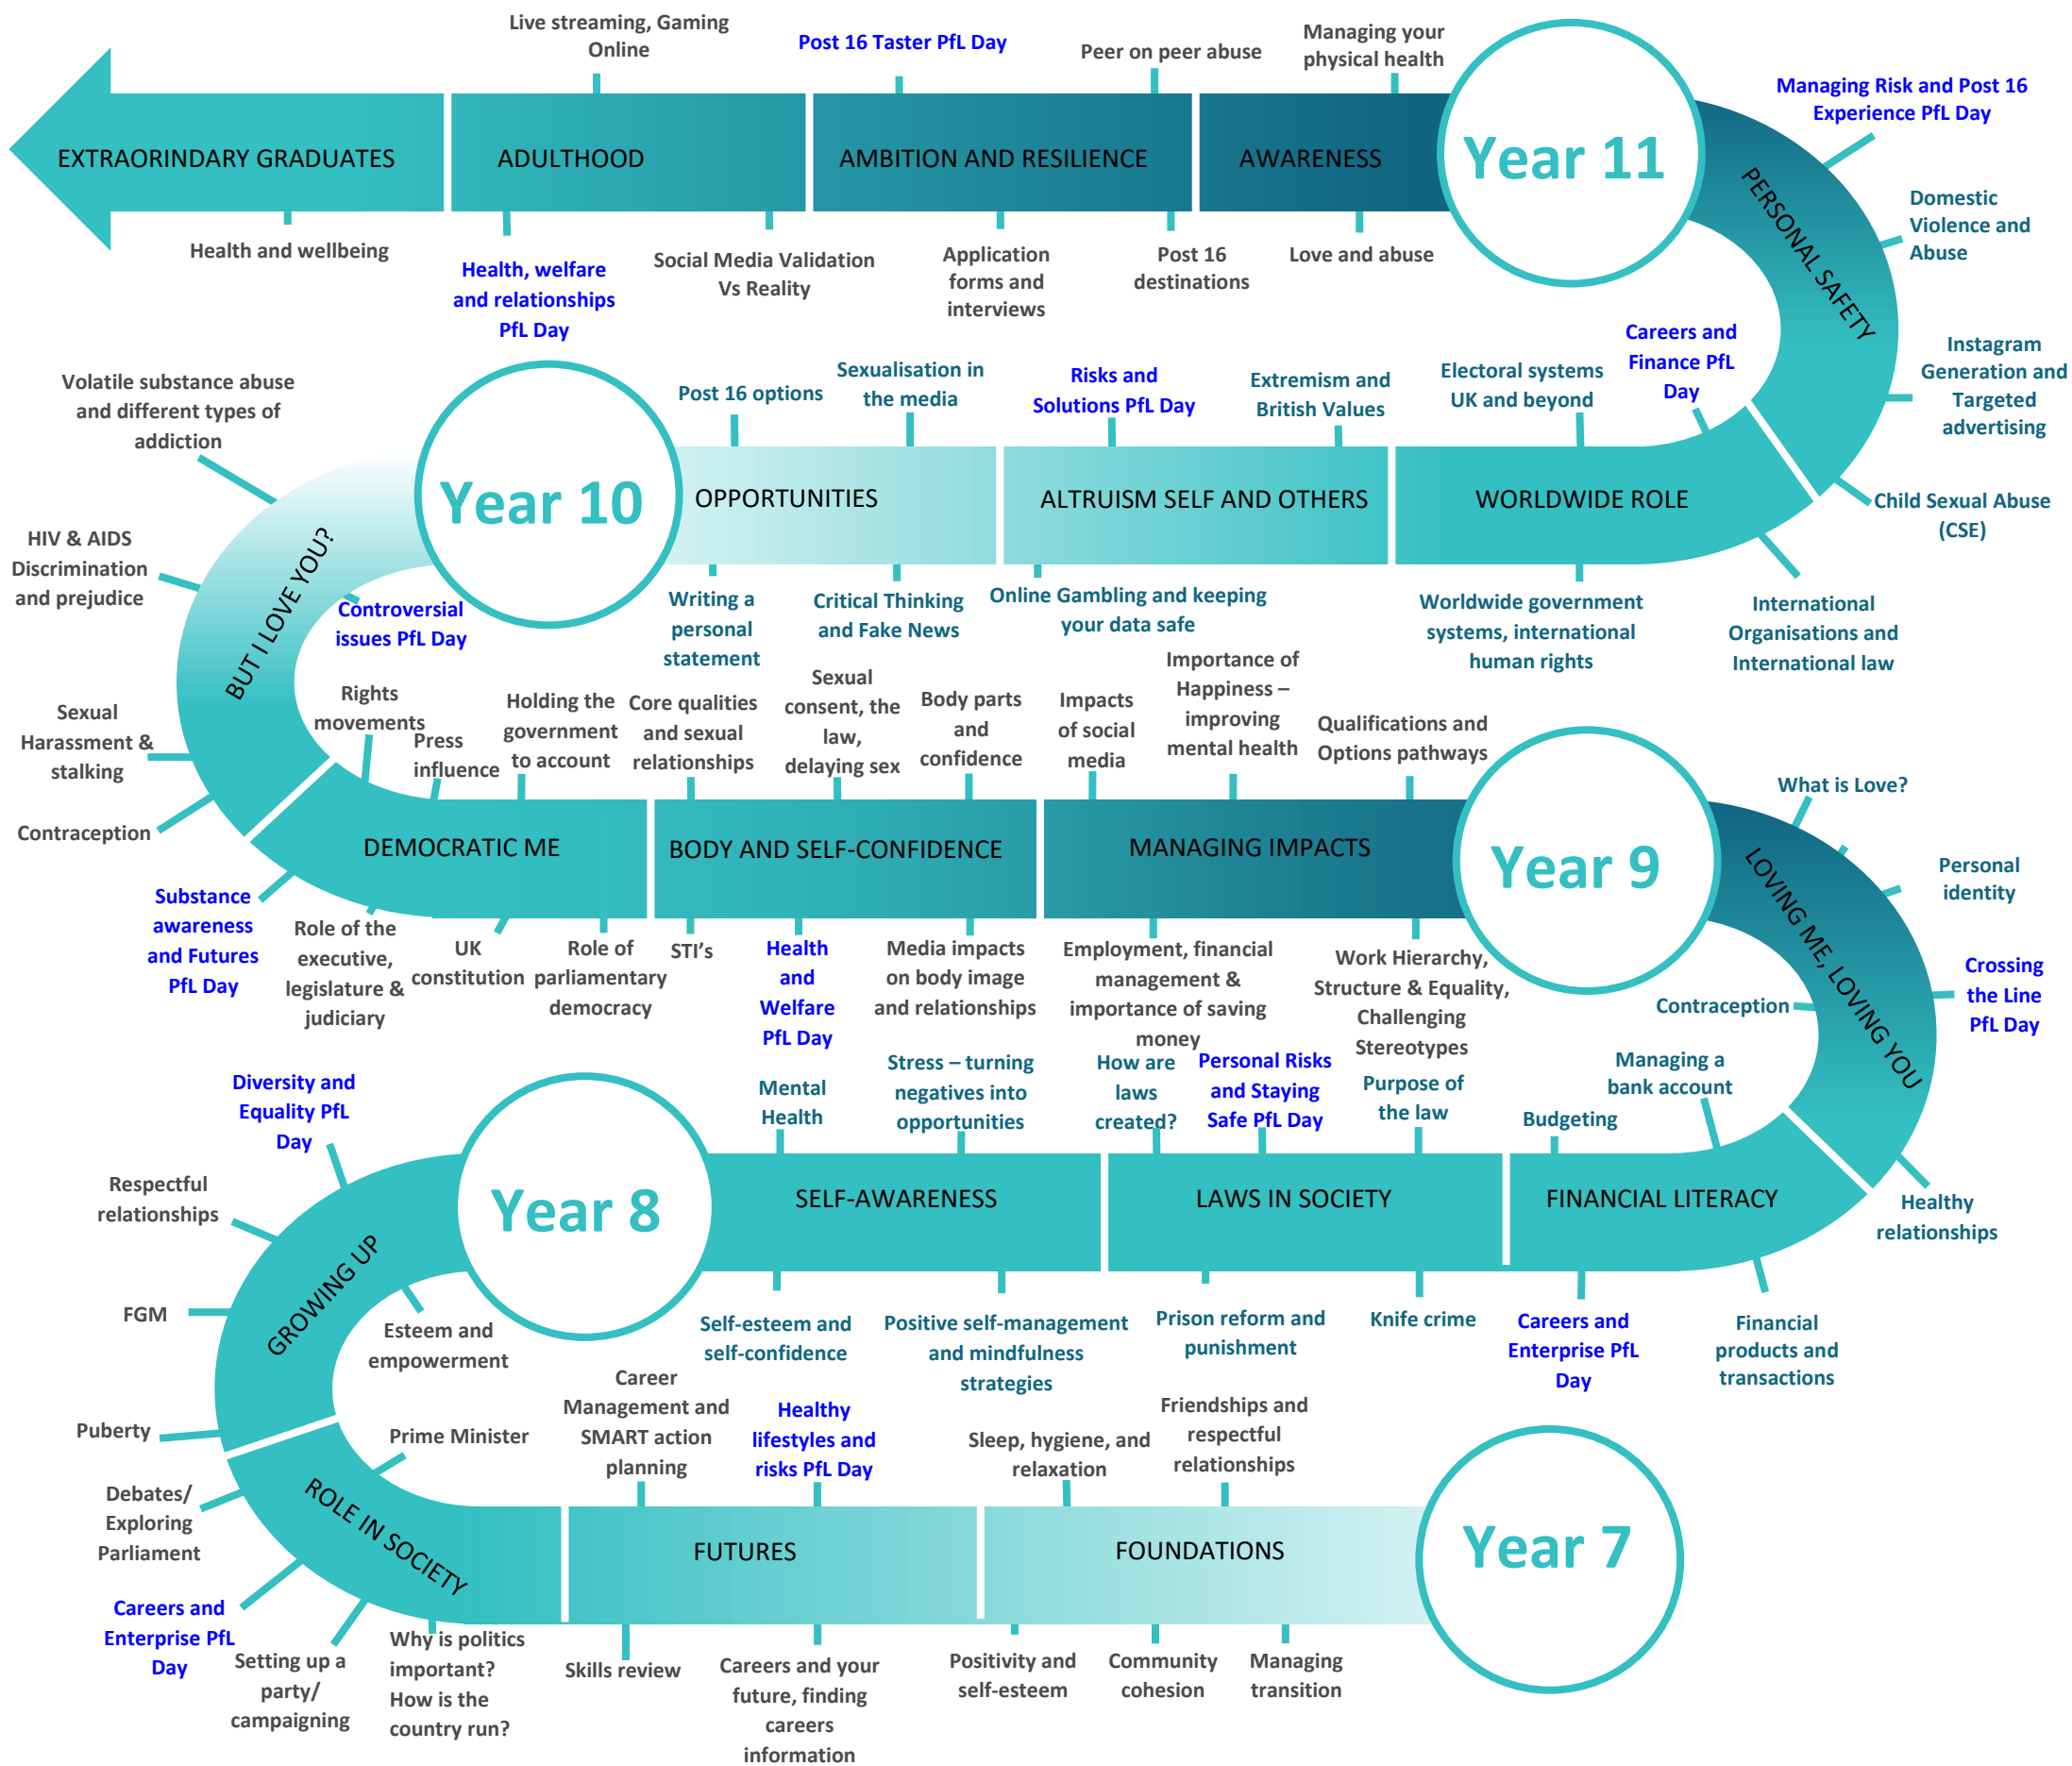 Live streaming, Gaming
Online
Post 16 Taster PfL Day
Peer on peer abuse
Managing your
physical health
Managing Risk and Post 16
Experience PfL Day
EXTRAORINDARY GRADUATES
ADULTHOOD
AMBITION AND RESILIENCE
AWARENESS
Year 11
PERSONAL SAFETY
Domestic
Violence and
Abuse
Health and wellbeing
Health, welfare
and relationships
PfL Day
Social Media Validation
Vs Reality
Application
forms and
interviews
Post 16
destinations
Love and abuse
Instagram
Generation and
Targeted
advertising
Child Sexual Abuse
(CSE)
Volatile substance abuse
and different types of
addiction
Post 16 options
Sexualisation in
the media
Risks and
Solutions PfL Day
Extremism and
British Values
Electoral systems
UK and beyond
Careers and
Finance PfL
Day
Year 10
OPPORTUNITIES
ALTRUISM SELF AND OTHERS
WORLDWIDE ROLE
HIV & AIDS
Discrimination
and prejudice
BUT I LOVE YOU?
Controversial
issues PfL Day
Writing a
personal
statement
Critical Thinking
and Fake News
Online Gambling and keeping
your data safe
Worldwide government
systems, international
human rights
International
Organisations and
International law
Sexual
Harassment &
stalking
Contraception
Rights
movements
Press
influence
Holding the
government
to account
Core qualities
and sexual
relationships
Sexual
consent, the
law,
delaying sex
Body parts
and
confidence
Impacts
of social
media
Importance of
Happiness –
improving
mental health
Qualifications and
Options pathways
What is Love?
DEMOCRATIC ME
BODY AND SELF-CONFIDENCE
MANAGING IMPACTS
Year 9
LOVING ME, LOVING YOU
Personal
identity
Substance
awareness
and Futures
PfL Day
Role of the
executive,
legislature &
judiciary
UK
constitution
Role of
parliamentary
democracy
STI's
Health
and
Welfare
PfL Day
Media impacts
on body image
and relationships
Employment, financial
management &
importance of saving
money
Work Hierarchy,
Structure & Equality,
Challenging
Stereotypes
Contraception
Crossing
the Line
PfL Day
Diversity and
Equality PfL
Day
Mental
Health
Stress – turning
negatives into
opportunities
How are
laws
created?
Personal Risks
and Staying
Safe PfL Day
Purpose of
the law
Budgeting
Managing a
bank account
Respectful
relationships
Year 8
SELF-AWARENESS
LAWS IN SOCIETY
FINANCIAL LITERACY
Healthy
relationships
GROWING UP
FGM
Esteem and
empowerment
Self-esteem and
self-confidence
Positive self-management
and mindfulness
strategies
Prison reform and
punishment
Knife crime
Careers and
Enterprise PfL
Day
Financial
products and
transactions
Puberty
Prime Minister
Career
Management and
SMART action
planning
Healthy
lifestyles and
risks PfL Day
Sleep, hygiene, and
relaxation
Friendships and
respectful
relationships
Debates/
Exploring
Parliament
ROLE IN SOCIETY
FUTURES
FOUNDATIONS
Year 7
Careers and
Enterprise PfL
Day
Setting up a
party/
campaigning
Why is politics
important?
How is the
country run?
Skills review
Careers and your
future, finding
careers
information
Positivity and
self-esteem
Community
cohesion
Managing
transition